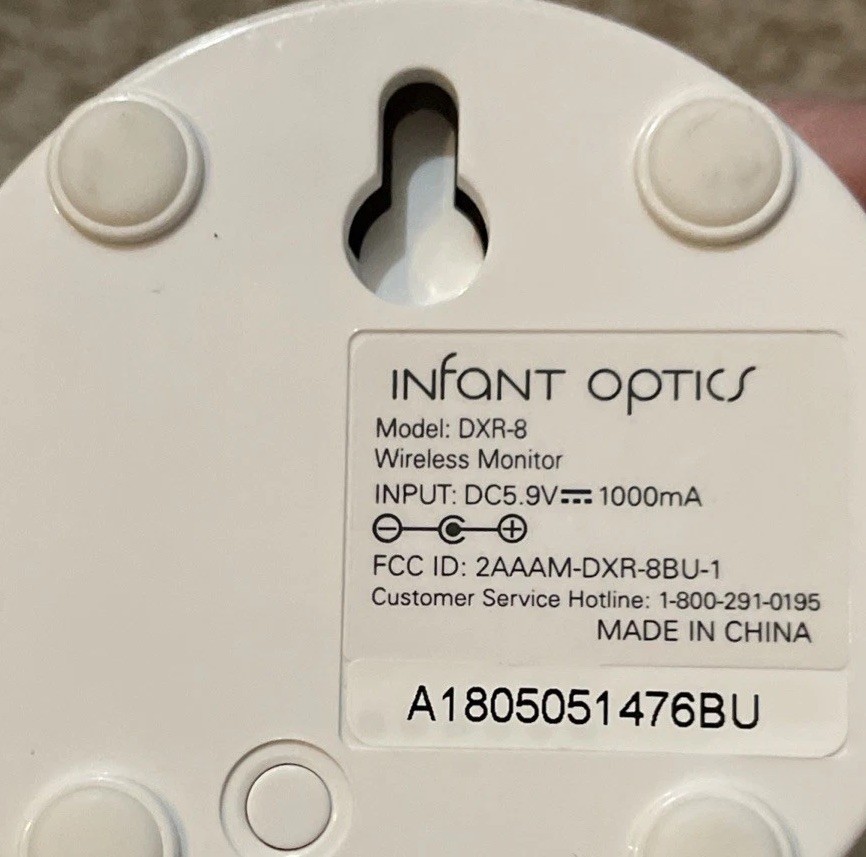 INfaNT OPTICS
Model: DXR-8
Wireless Monitor
INPUT: DC5.9V⎓1000mA
FCC ID: 2AAAM-DXR-8BU-1
Customer Service Hotline: 1-800-291-0195
MADE IN CHINA
A1805051476BU